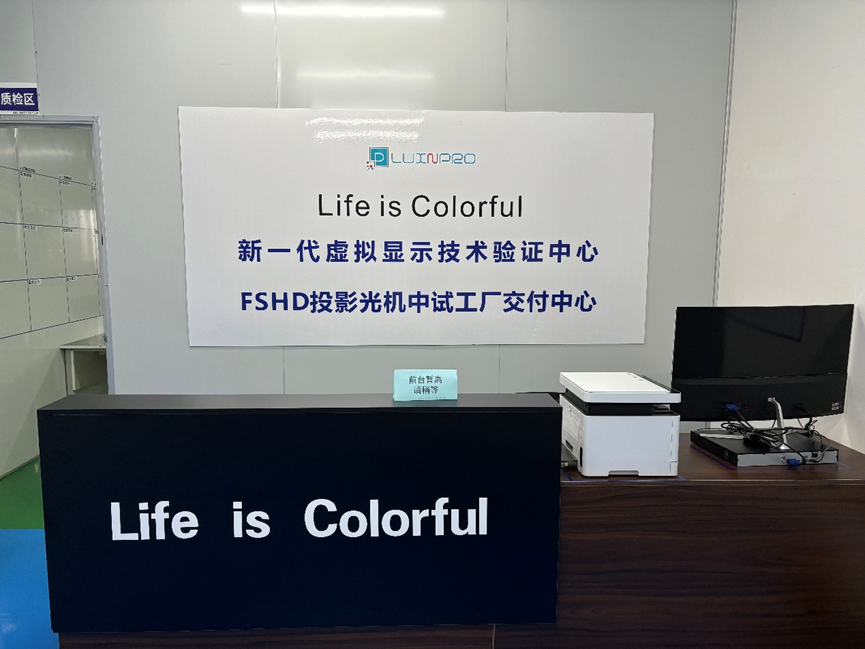 质检区
LUXNPRO
Life is Colorful
新一代虚拟显示技术验证中心
FSHD投影光机中试工厂交付中心
前台暂离
请稍等
Life is Colorful